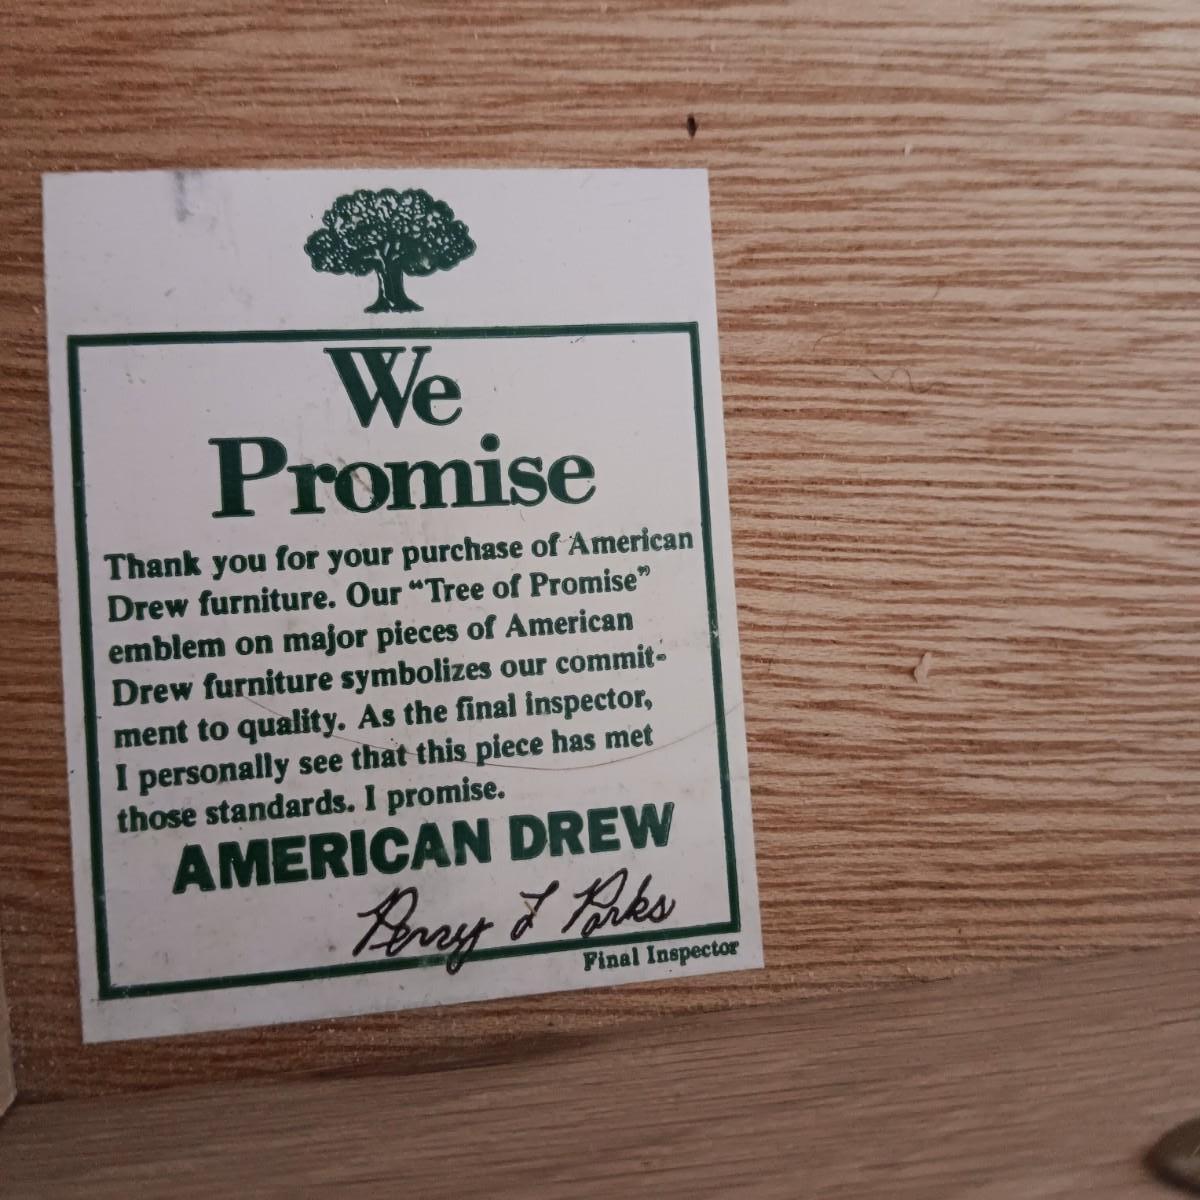 We
Promise
Thank you for your purchase of American
Drew furniture. Our “Tree of Promise”
emblem on major pieces of American
Drew furniture symbolizes our commit-
ment to quality. As the final inspector,
I personally see that this piece has met
those standards. I promise.
AMERICAN DREW
Perry L Parks
Final Inspector